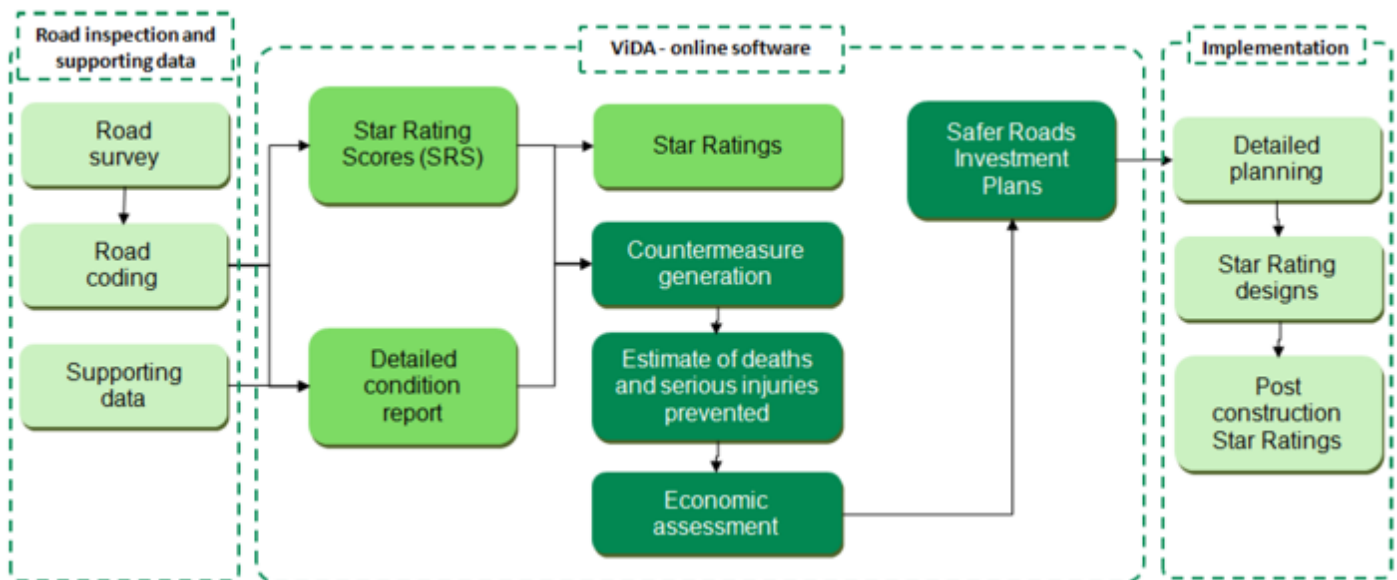 Road inspection and
supporting data
Road
survey
Road
coding
Supporting
data
ViDA - online software
Star Rating
Scores (SRS)
Detailed
condition
report
Star Ratings
Countermeasure
generation
Estimate of deaths
and serious injuries
prevented
Economic
assessment
Safer Roads
Investment
Plans
Implementation
Detailed
planning
Star Rating
designs
Post
construction
Star Ratings